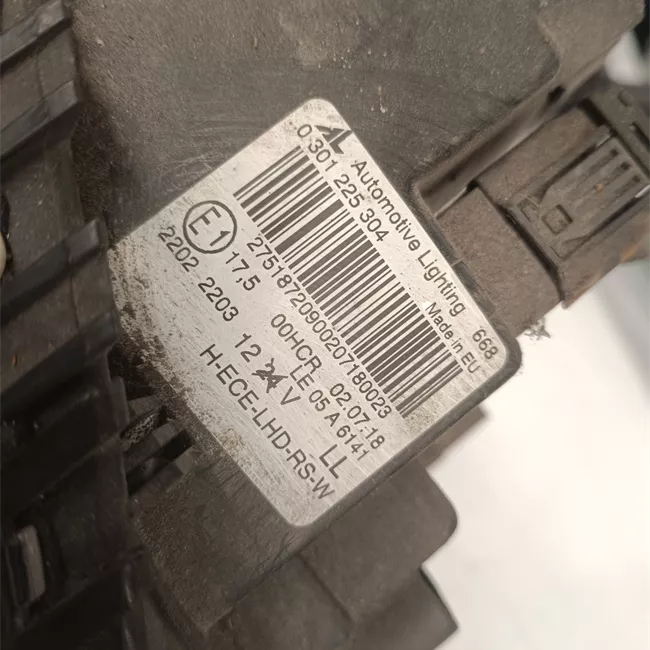 AL Automotive Lighting 668
0 301 225 304 Made in EU
27518720900207180023
E1 17,5 00HCR 02.07.18
2202 2203 LE 05 A 6141
12 24 V LL
H-ECE-LHD-RS-W